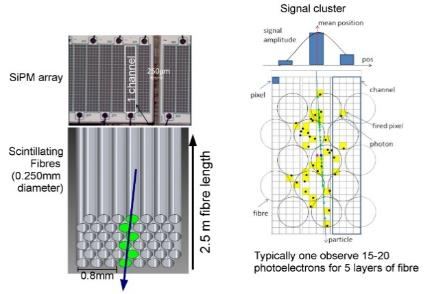 SiPM array
1 channel
250µm
Scintillating
Fibres
(0.250mm
diameter)
2.5 m fibre length
0.8mm
Signal cluster
mean position
signal
amplitude
pos
pixel
channel
fired pixel
photon
fibre
particle
Typically one observe 15-20
photoelectrons for 5 layers of fibre